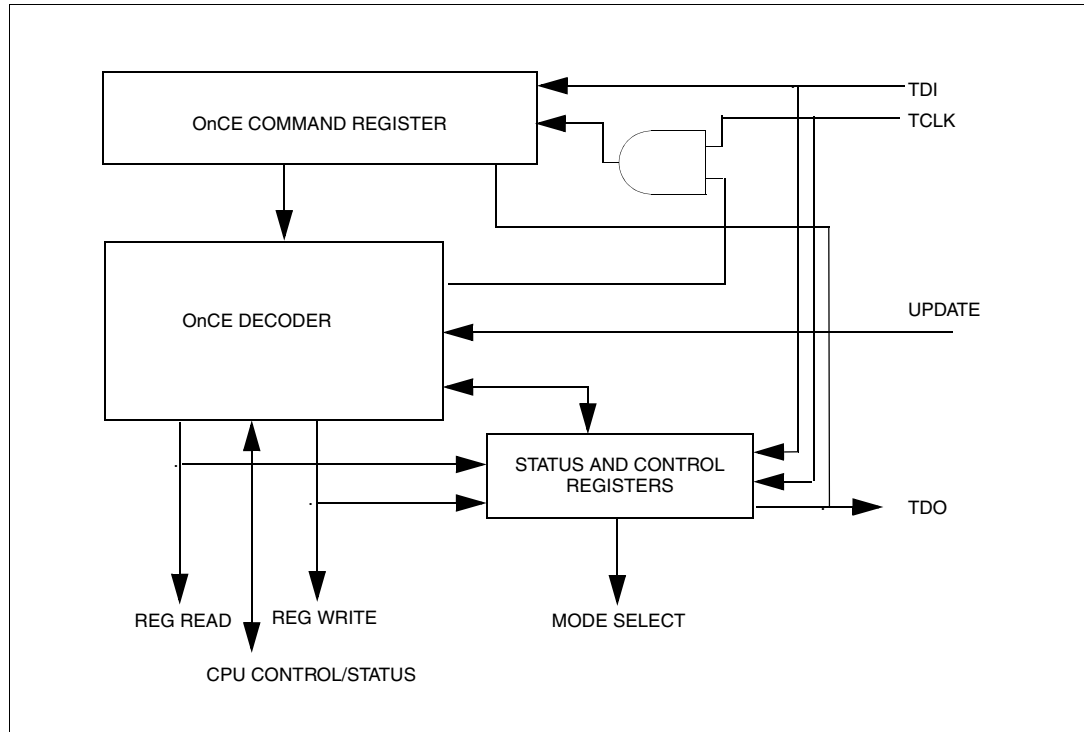 OnCE COMMAND REGISTER
TDI
TCLK
OnCE DECODER
UPDATE
STATUS AND CONTROL
REGISTERS
TDO
REG READ
REG WRITE
MODE SELECT
CPU CONTROL/STATUS